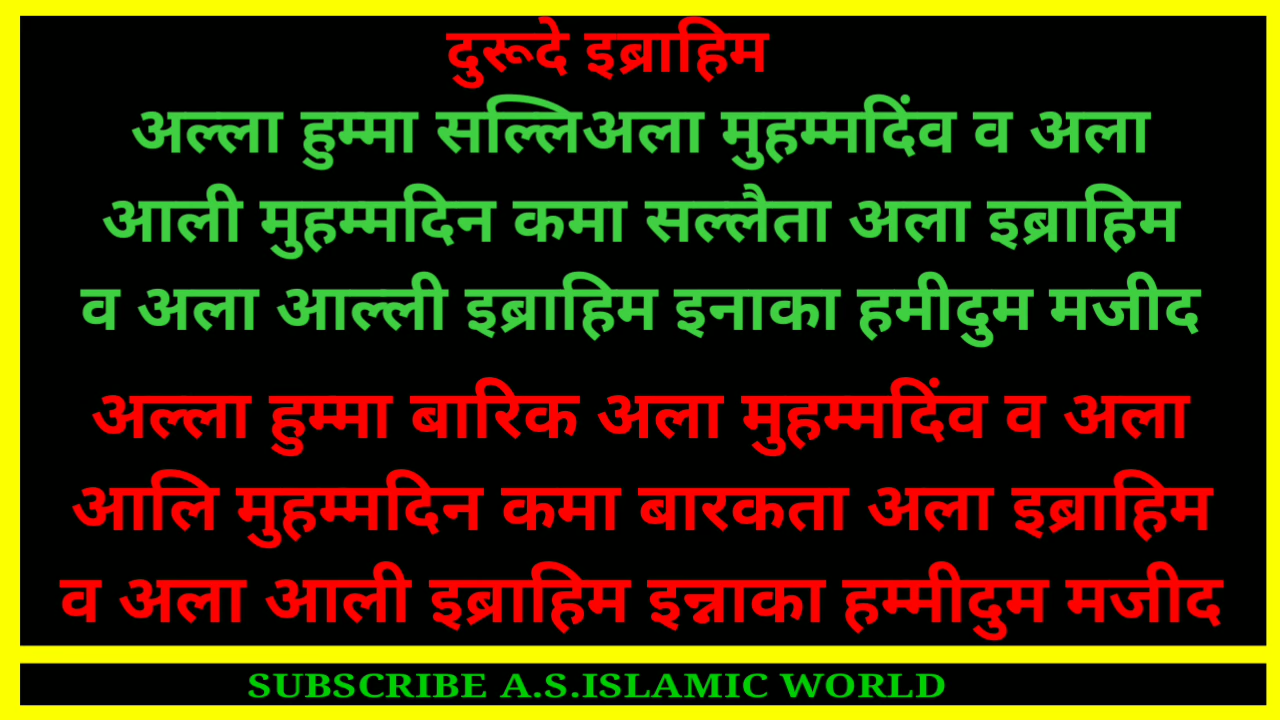 दुरूदे इब्राहिम
अल्ला हुम्मा सल्लिअला मुहम्मदिंव व अला
आली मुहम्मदिन कमा सल्लैता अला इब्राहिम
व अला आल्ली इब्राहिम इनाका हमीदुम मजीद
अल्ला हुम्मा बारिक अला मुहम्मदिंव व अला
आलि मुहम्मदिन कमा बारकता अला इब्राहिम
व अला आली इब्राहिम इन्नाका हम्मीदुम मजीद
SUBSCRIBE A.S.ISLAMIC WORLD